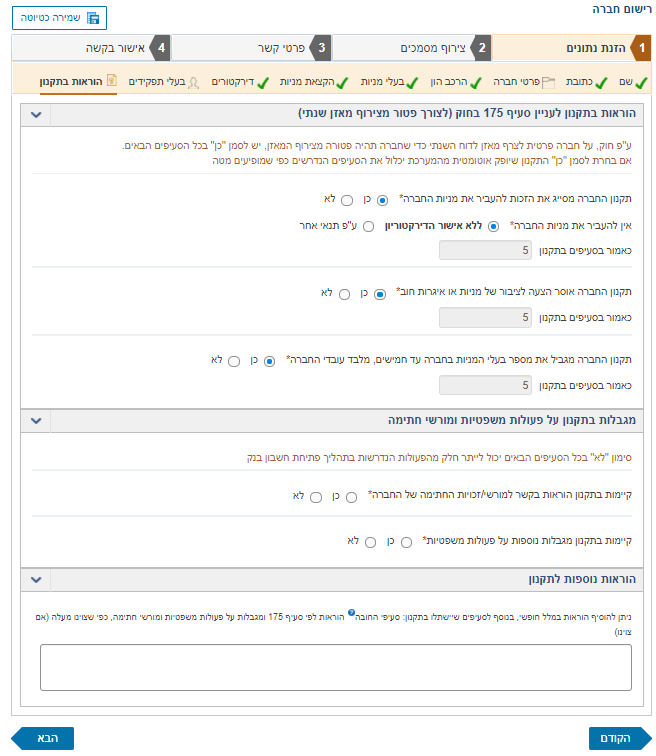 רישום חברה
שמירה כטיוטה
1 הזנת נתונים 2 צירוף מסמכים 3 פרטי קשר 4 אישור בקשה
שם כתובת פרטי חברה הרכב הון בעלי מניות הקצאת מניות דירקטורים בעלי תפקידים הוראות בתקנון
הוראות בתקנון לעניין סעיף 175 בחוק (לצורך פטור מצירוף מאזן שנתי)
ע"פ חוק, על חברה פרטית לצרף מאזן לדוח השנתי כדי שחברה תהיה פטורה מצירוף המאזן, יש לסמן "כן" בכל הסעיפים הבאים.
אם בחרת לסמן "כן" התקנון שיופק אוטומטית מהמערכת יכלול את הסעיפים הנדרשים כפי שמופיעים מטה
תקנון החברה מסייג את הזכות להעביר את מניות החברה* כן לא
אין להעביר את מניות החברה* ללא אישור הדירקטוריון ע"פ תנאי אחר
כאמור בסעיפים בתקנון 5
תקנון החברה אוסר הצעה לציבור של מניות או איגרות חוב* כן לא
כאמור בסעיפים בתקנון 5
תקנון החברה מגביל את מספר בעלי המניות בחברה עד חמישים, מלבד עובדי החברה* כן לא
כאמור בסעיפים בתקנון 5
מגבלות בתקנון על פעולות משפטיות ומורשי חתימה
סימון "לא" בכל הסעיפים הבאים יכול לייתר חלק מהפעולות הנדרשות בתהליך פתיחת חשבון בנק
קיימות בתקנון הוראות בקשר למורשי/זכויות החתימה של החברה* כן לא
קיימות בתקנון מגבלות נוספות על פעולות משפטיות* כן לא
הוראות נוספות לתקנון
ניתן להוסיף הוראות במלל חופשי, בנוסף לסעיפים שיישתלו בתקנון: סעיפי החובה? הוראות לפי סעיף 175 ומגבלות על פעולות משפטיות ומורשי חתימה, כפי שצוינו מעלה (אם
צוינו)
הקודם הבא